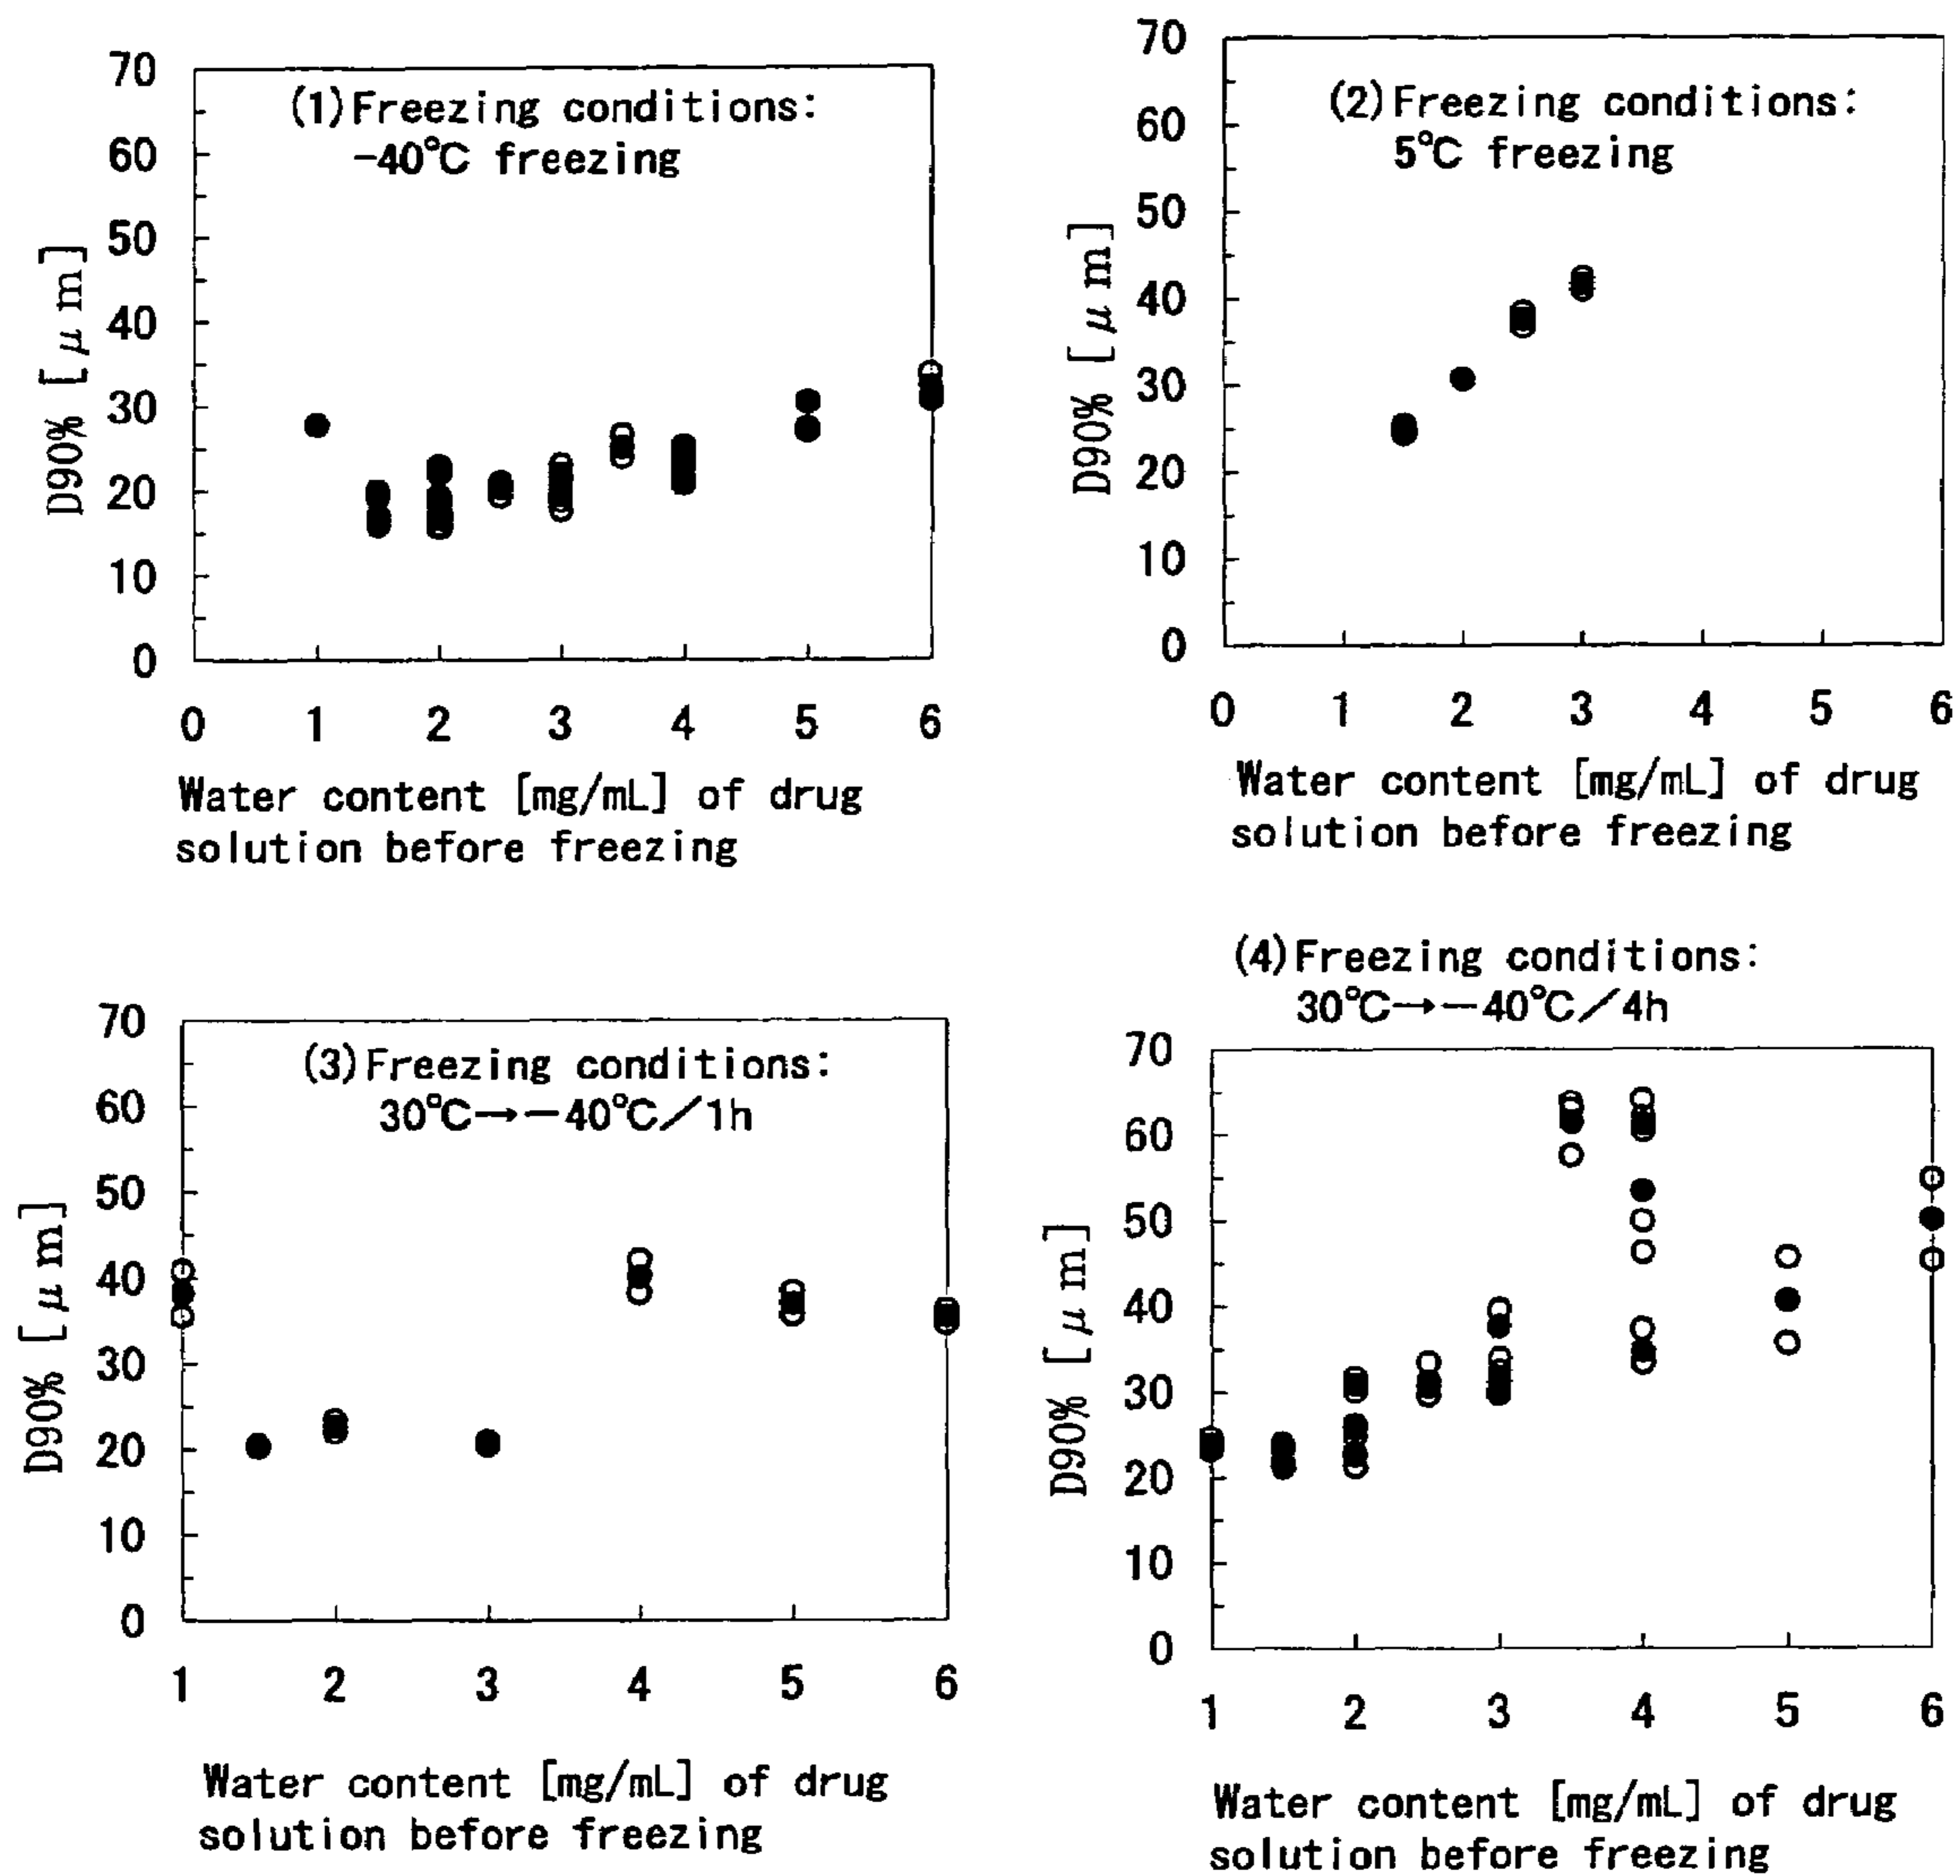 70
60
50
40
30
20
10
0
(1)Freezing conditions:
-40℃ freezing
D90% [μm]
0 1 2 3 4 5 6
Water content [mg/mL] of drug
solution before freezing
70
60
50
40
30
20
10
0
(2)Freezing conditions:
5℃ freezing
D90% [μm]
0 1 2 3 4 5 6
Water content [mg/mL] of drug
solution before freezing
70
60
50
40
30
20
10
0
(3)Freezing conditions:
30℃→−40℃/1h
D90% [μm]
1 2 3 4 5 6
Water content [mg/mL] of drug
solution before freezing
(4)Freezing conditions:
30℃→−40℃/4h
70
60
50
40
30
20
10
0
D90% [μm]
1 2 3 4 5 6
Water content [mg/mL] of drug
solution before freezing